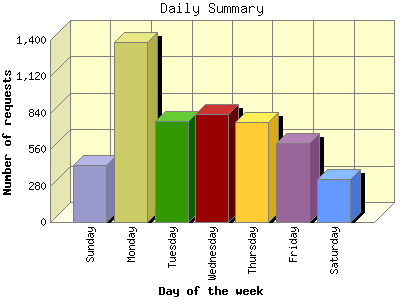 Daily Summary
Number of requests
1,400
1,120
840
560
280
0
Sunday
Monday
Tuesday
Wednesday
Thursday
Friday
Saturday
Day of the week